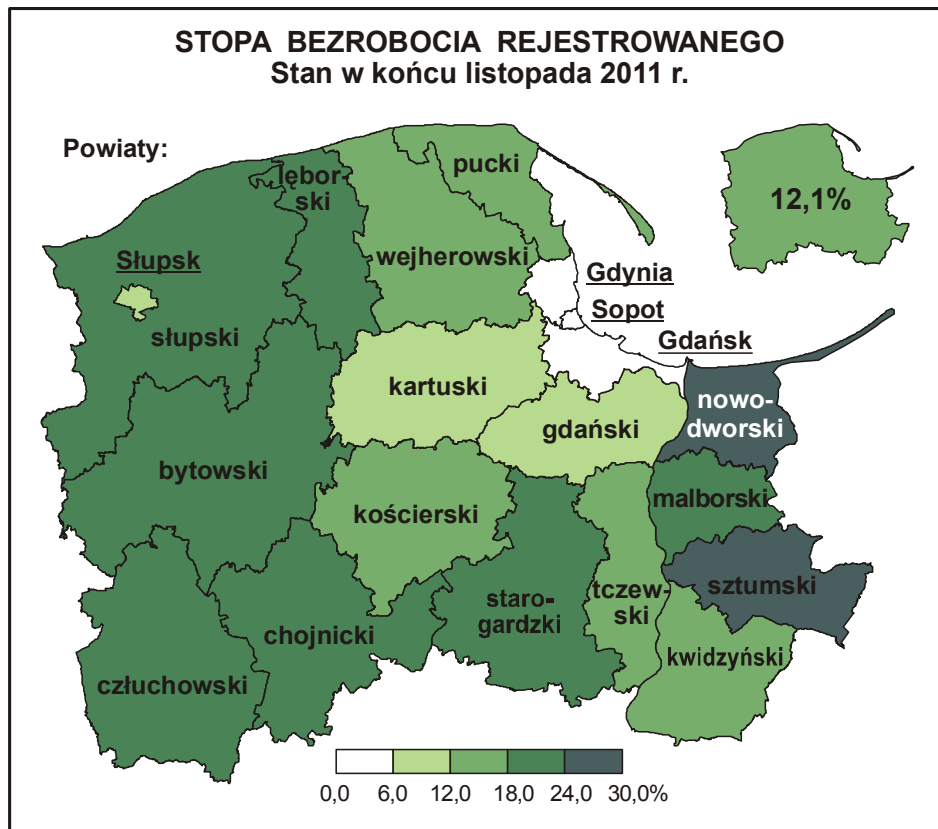 STOPA BEZROBOCIA REJESTROWANEGO
Stan w końcu listopada 2011 r.
Powiaty:
lębor-
ski
pucki
12,1%
wejherowski
Słupsk
Gdynia
Sopot
słupski
Gdańsk
kartuski
nowo-
dworski
gdański
bytowski
malborski
kościerski
sztumski
staro-
gardzki
tczew-
ski
chojnicki
kwidzyński
człuchowski
0,0 6,0 12,0 18,0 24,0 30,0%